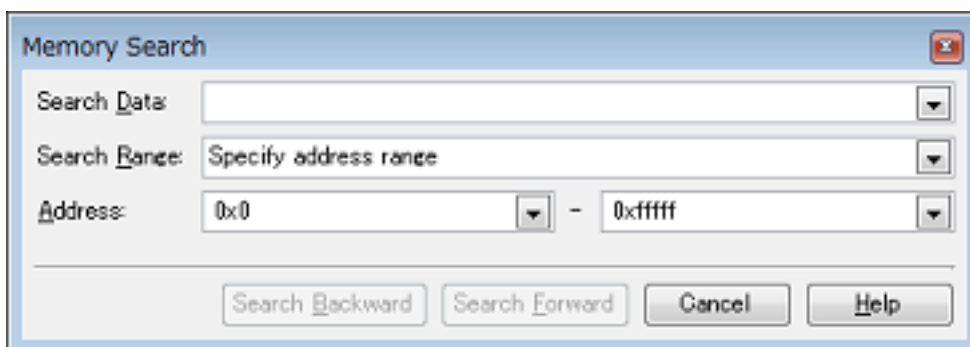 Memory Search
Search Data:
Search Range: Specify address range
Address: 0x0 - 0xfffff
Search Backward Search Forward Cancel Help